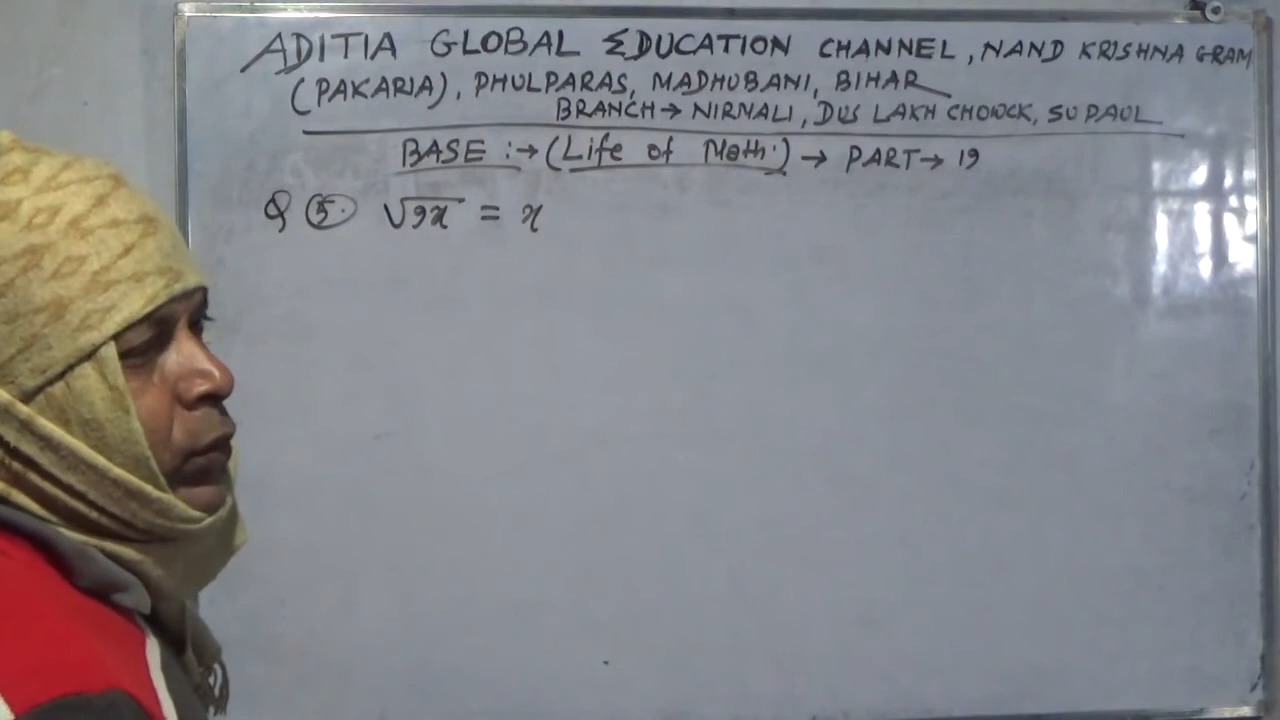 ADITIA GLOBAL EDUCATION CHANNEL, NAND KRISHNA GRAM
(PAKARIA), PHULPARAS, MADHUBANI, BIHAR
BRANCH → NIRNALI, DUS LAKH CHOWCK, SUPAUL
BASE :→ (Life of Math.) → PART → 19
Q 5. √9x = x